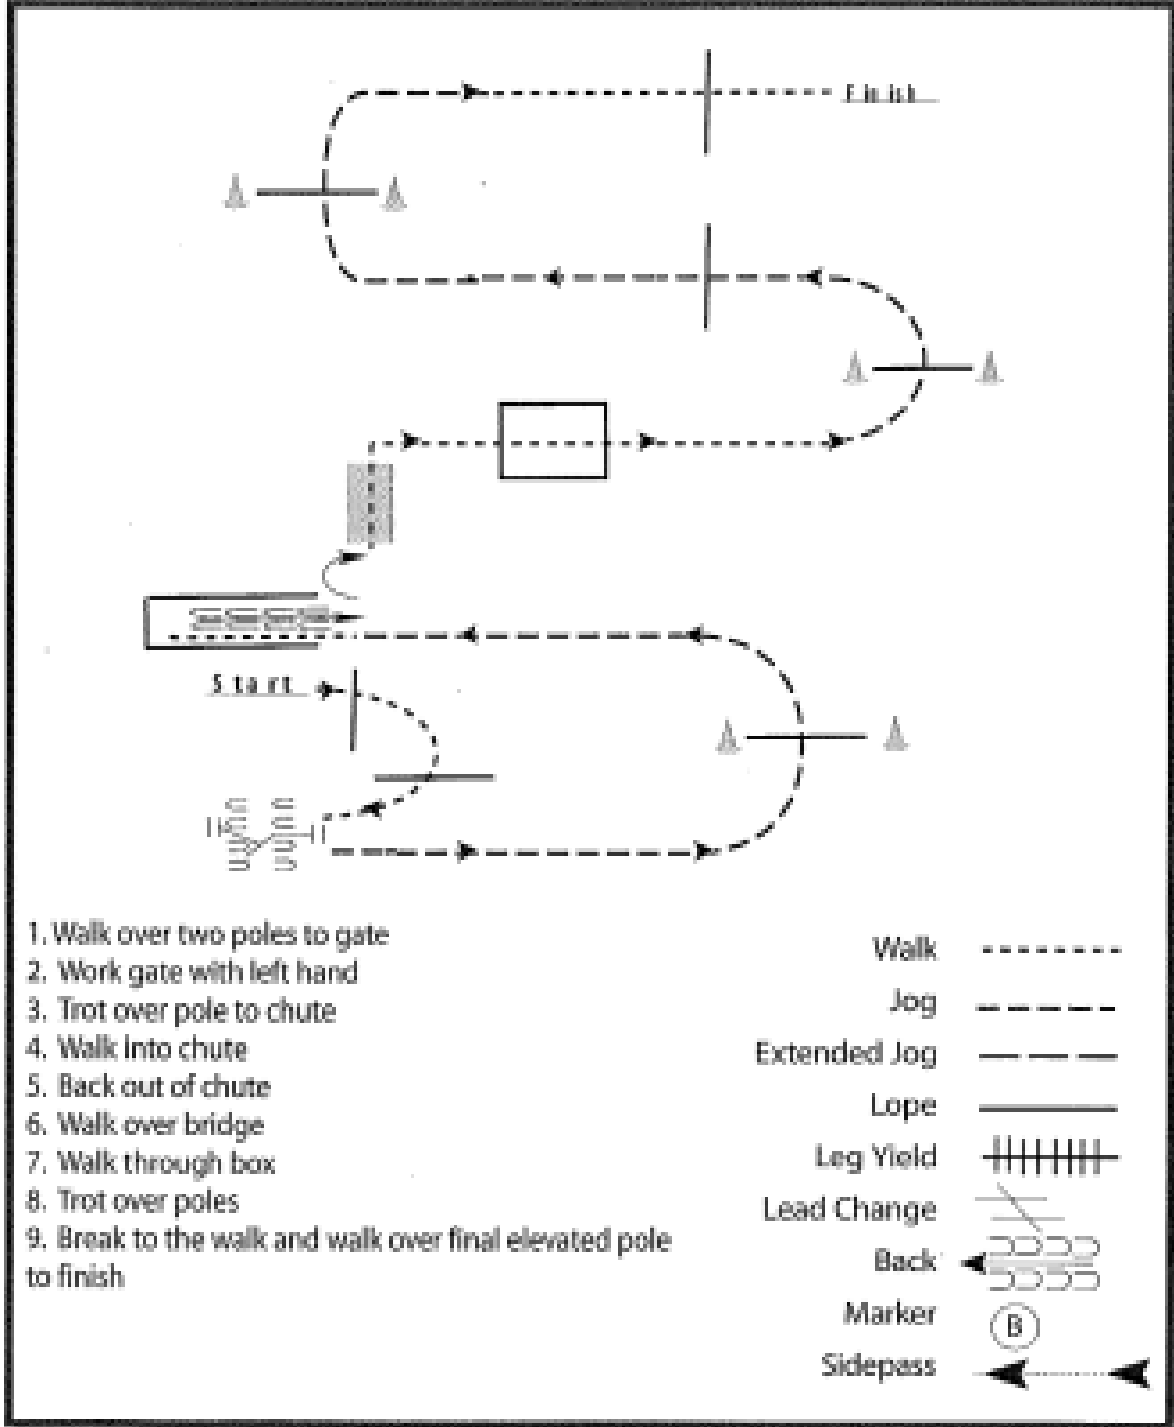 Finish
Start
1. Walk over two poles to gate
2. Work gate with left hand
3. Trot over pole to chute
4. Walk into chute
5. Back out of chute
6. Walk over bridge
7. Walk through box
8. Trot over poles
9. Break to the walk and walk over final elevated pole
to finish
Walk
Jog
Extended Jog
Lope
Leg Yield
Lead Change
Back
Marker
B
Sidepass